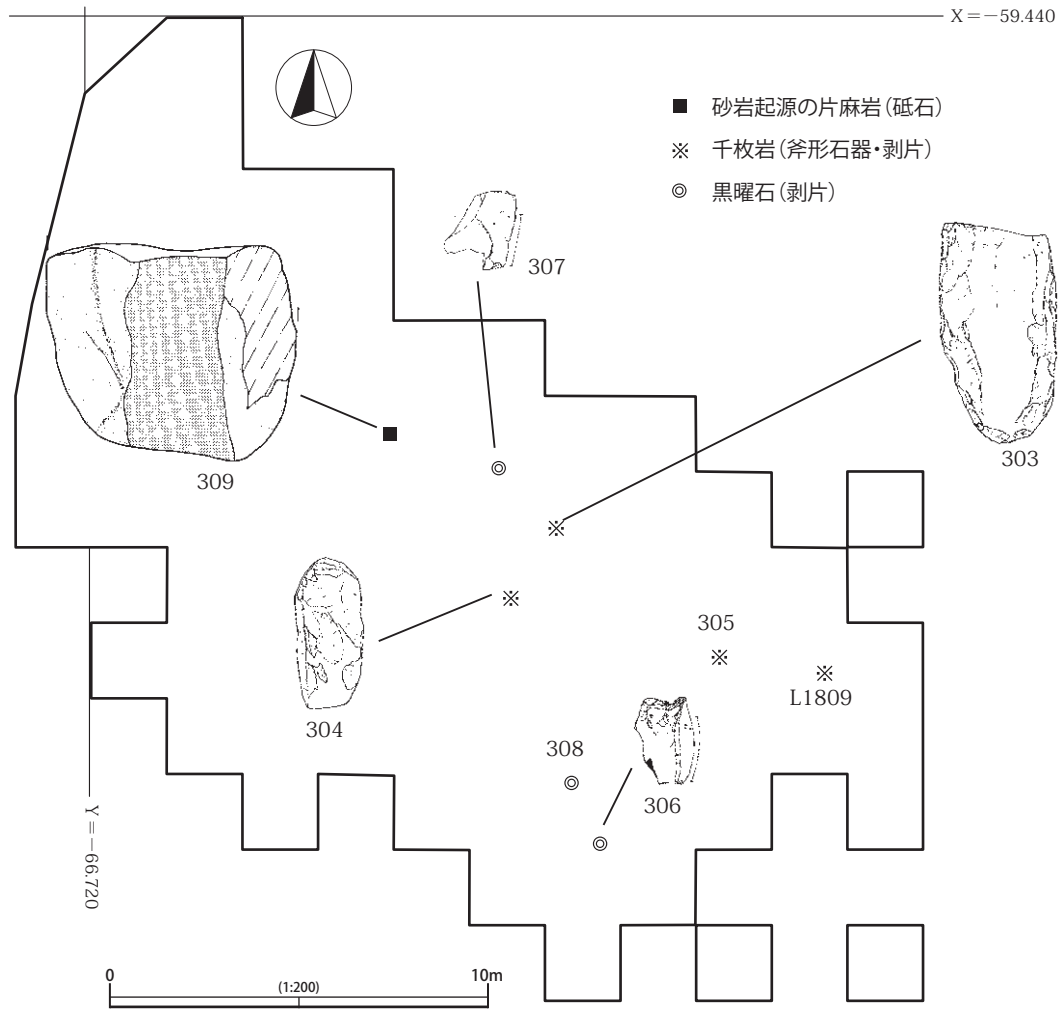 X=−59.440
■ 砂岩起源の片麻岩(砥石)
※ 千枚岩(斧形石器・剥片)
◎ 黒曜石(剥片)
307
303
309
305
L1809
304
308
306
Y=−66.720
0 10m
(1:200)